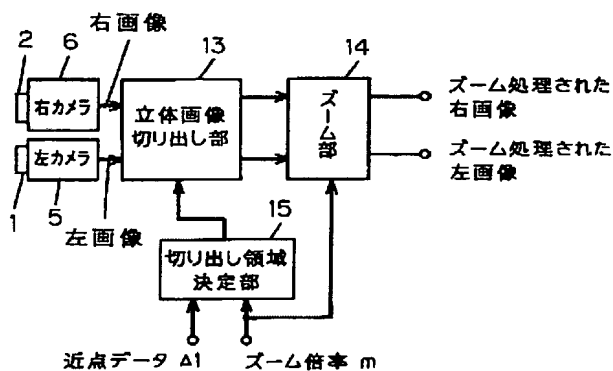 右画像
2
6
13
14
右カメラ
立体画像
切り出し部
ズーム部
ズーム処理された
右画像
左カメラ
ズーム処理された
左画像
1
5
左画像
15
切り出し領域
決定部
近点データ Δ1
ズーム倍率 m